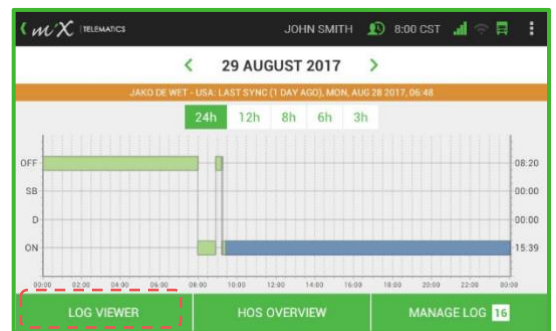 mi'X TELEMATICS JOHN SMITH 8:00 CST
29 AUGUST 2017
JAKO DE WET - USA: LAST SYNC (1 DAY AGO), MON, AUG 28 2017, 06:48
24h 12h 8h 6h 3h
OFF 08:20
SB 00:00
D 00:00
ON 15:39
00:00 02:00 04:00 06:00 08:00 10:00 12:00 14:00 16:00 18:00 20:00 22:00 00:00
LOG VIEWER HOS OVERVIEW MANAGE LOG 16